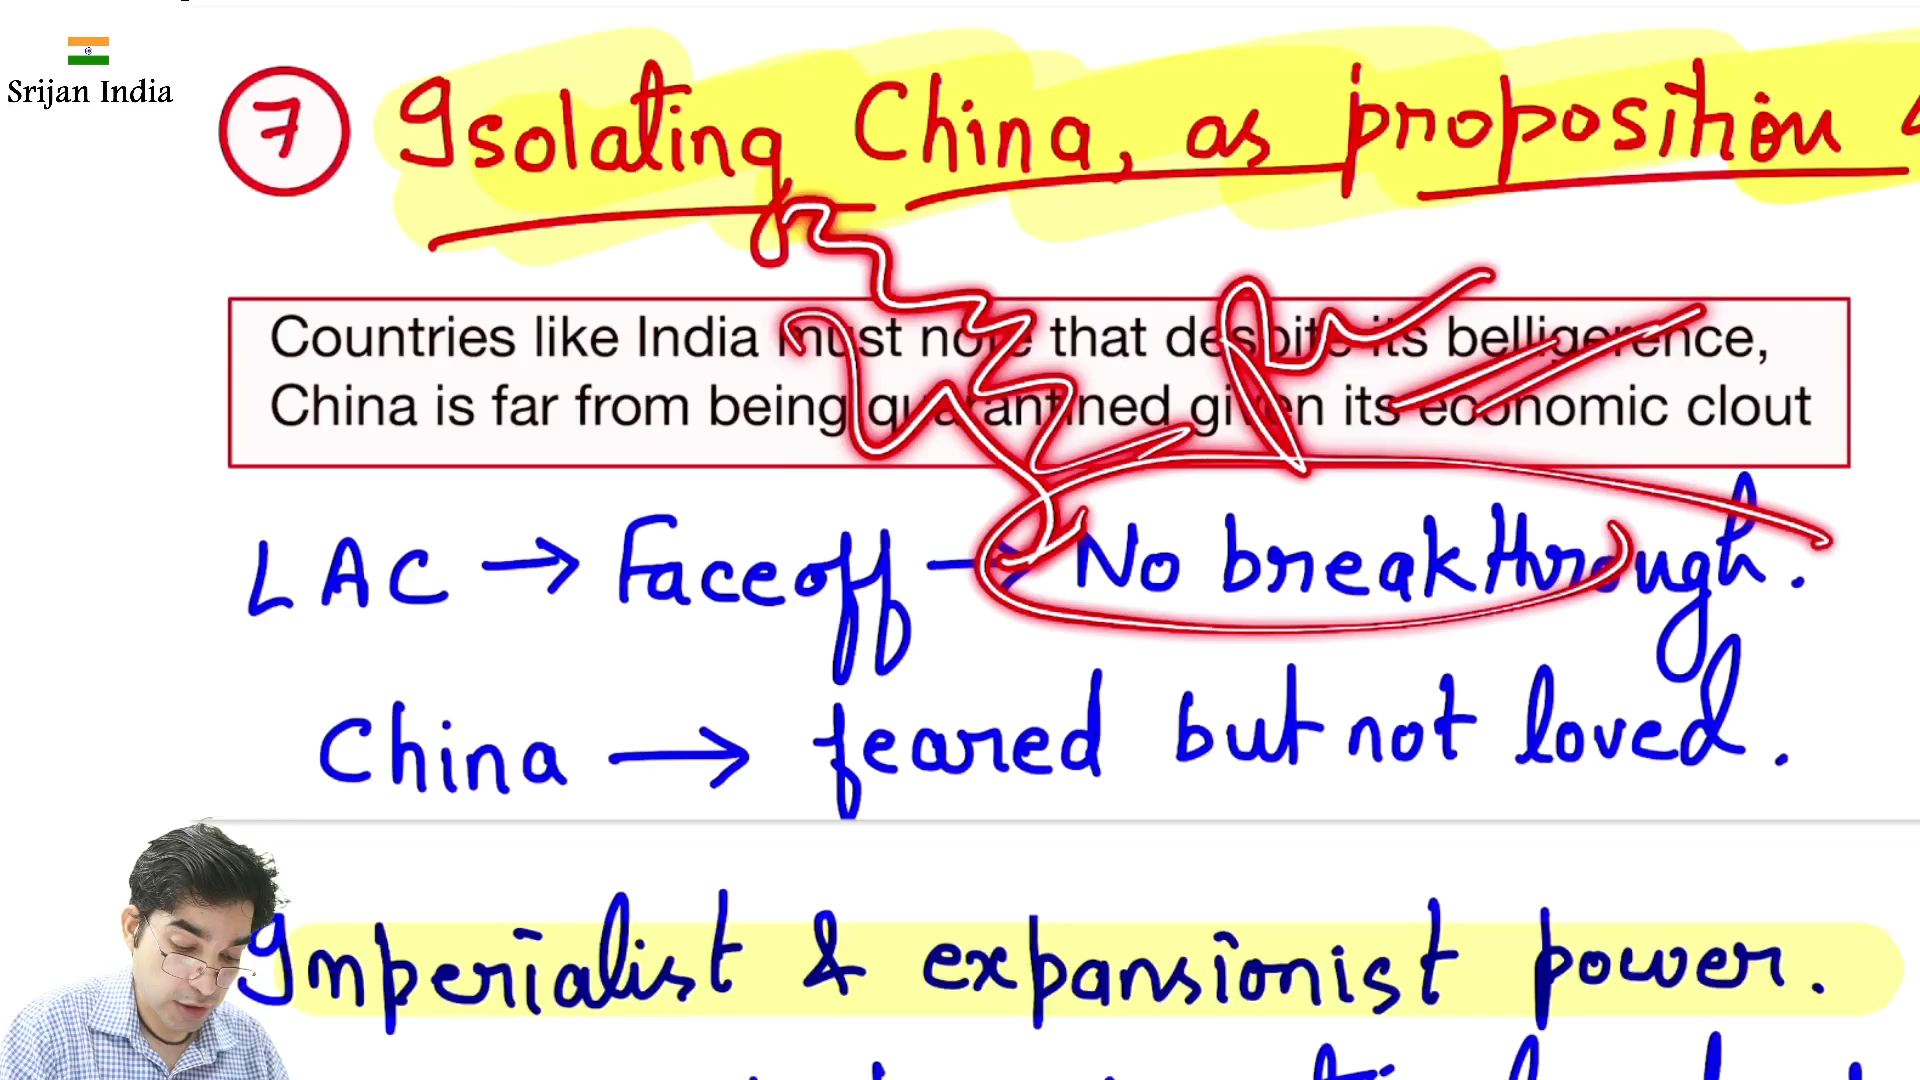 Srijan India
7 Isolating China, as proposition
Countries like India must note that despite its belligerence,
China is far from being quarantined given its economic clout
LAC → Faceoff → No breakthrough.
China → feared but not loved.
Imperialist & expansionist power.